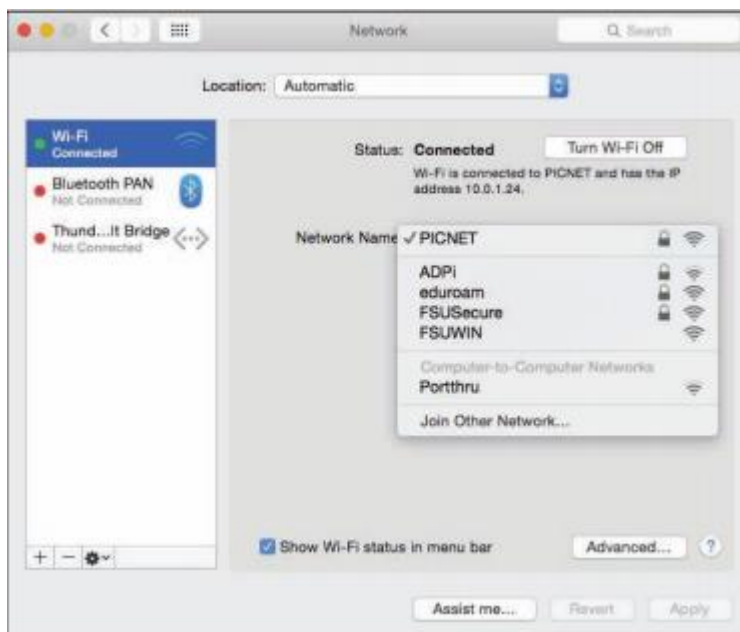 Network
Search
Location: Automatic
Wi-Fi
Connected
Bluetooth PAN
Not Connected
Thund...lt Bridge
Not Connected
Status: Connected
Turn Wi-Fi Off
Wi-Fi is connected to PICNET and has the IP
address 10.0.1.24.
Network Name ✓ PICNET
ADPi
eduroam
FSUSecure
FSUWIN
Computer-to-Computer Networks
Portthru
Join Other Network...
Show Wi-Fi status in menu bar
Advanced...
?
Assist me...
Revert
Apply